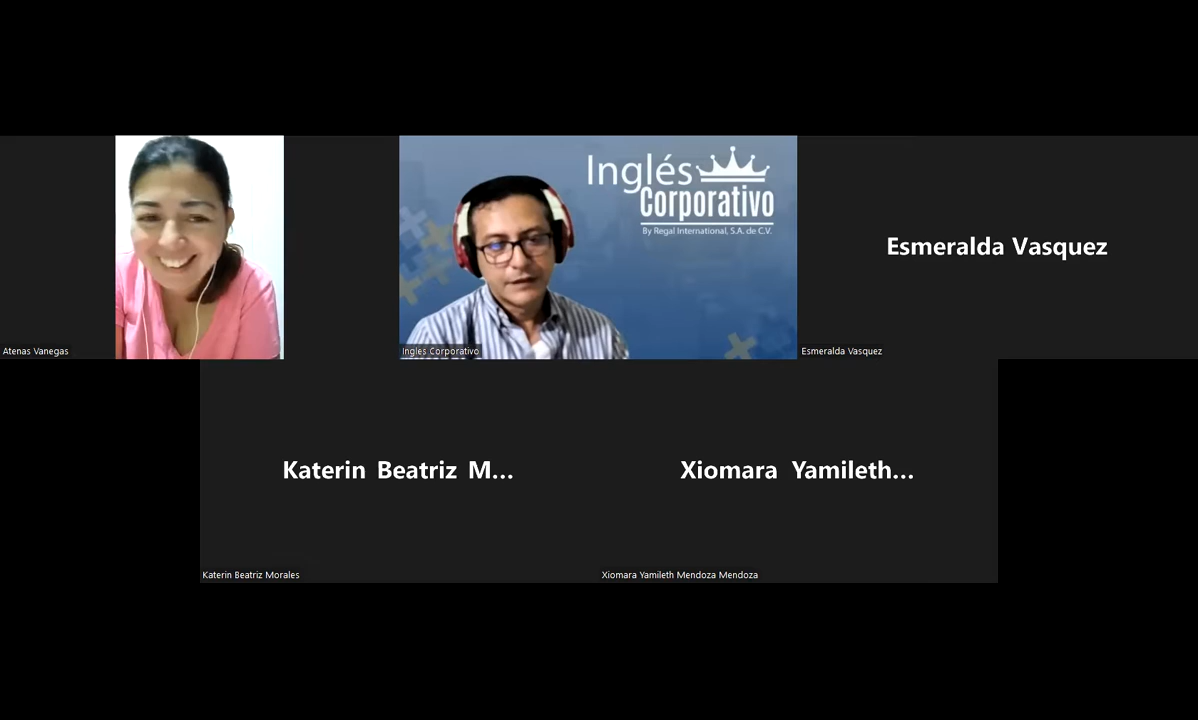 Inglés
Corporativo
By Regal International, S.A. de C.V.
Esmeralda Vasquez
Atenas Vanegas
Ingles Corporativo
Esmeralda Vasquez
Katerin Beatriz M...
Xiomara Yamileth...
Katerin Beatriz Morales
Xiomara Yamileth Mendoza Mendoza